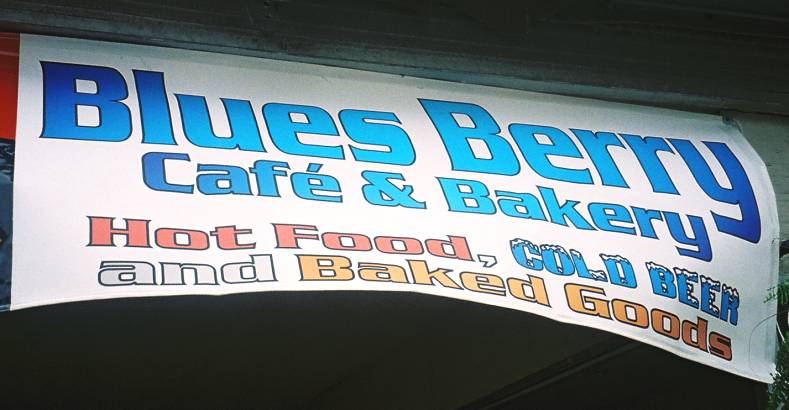 Blues Berry
Café & Bakery
Hot Food, COLD BEER
and Baked Goods